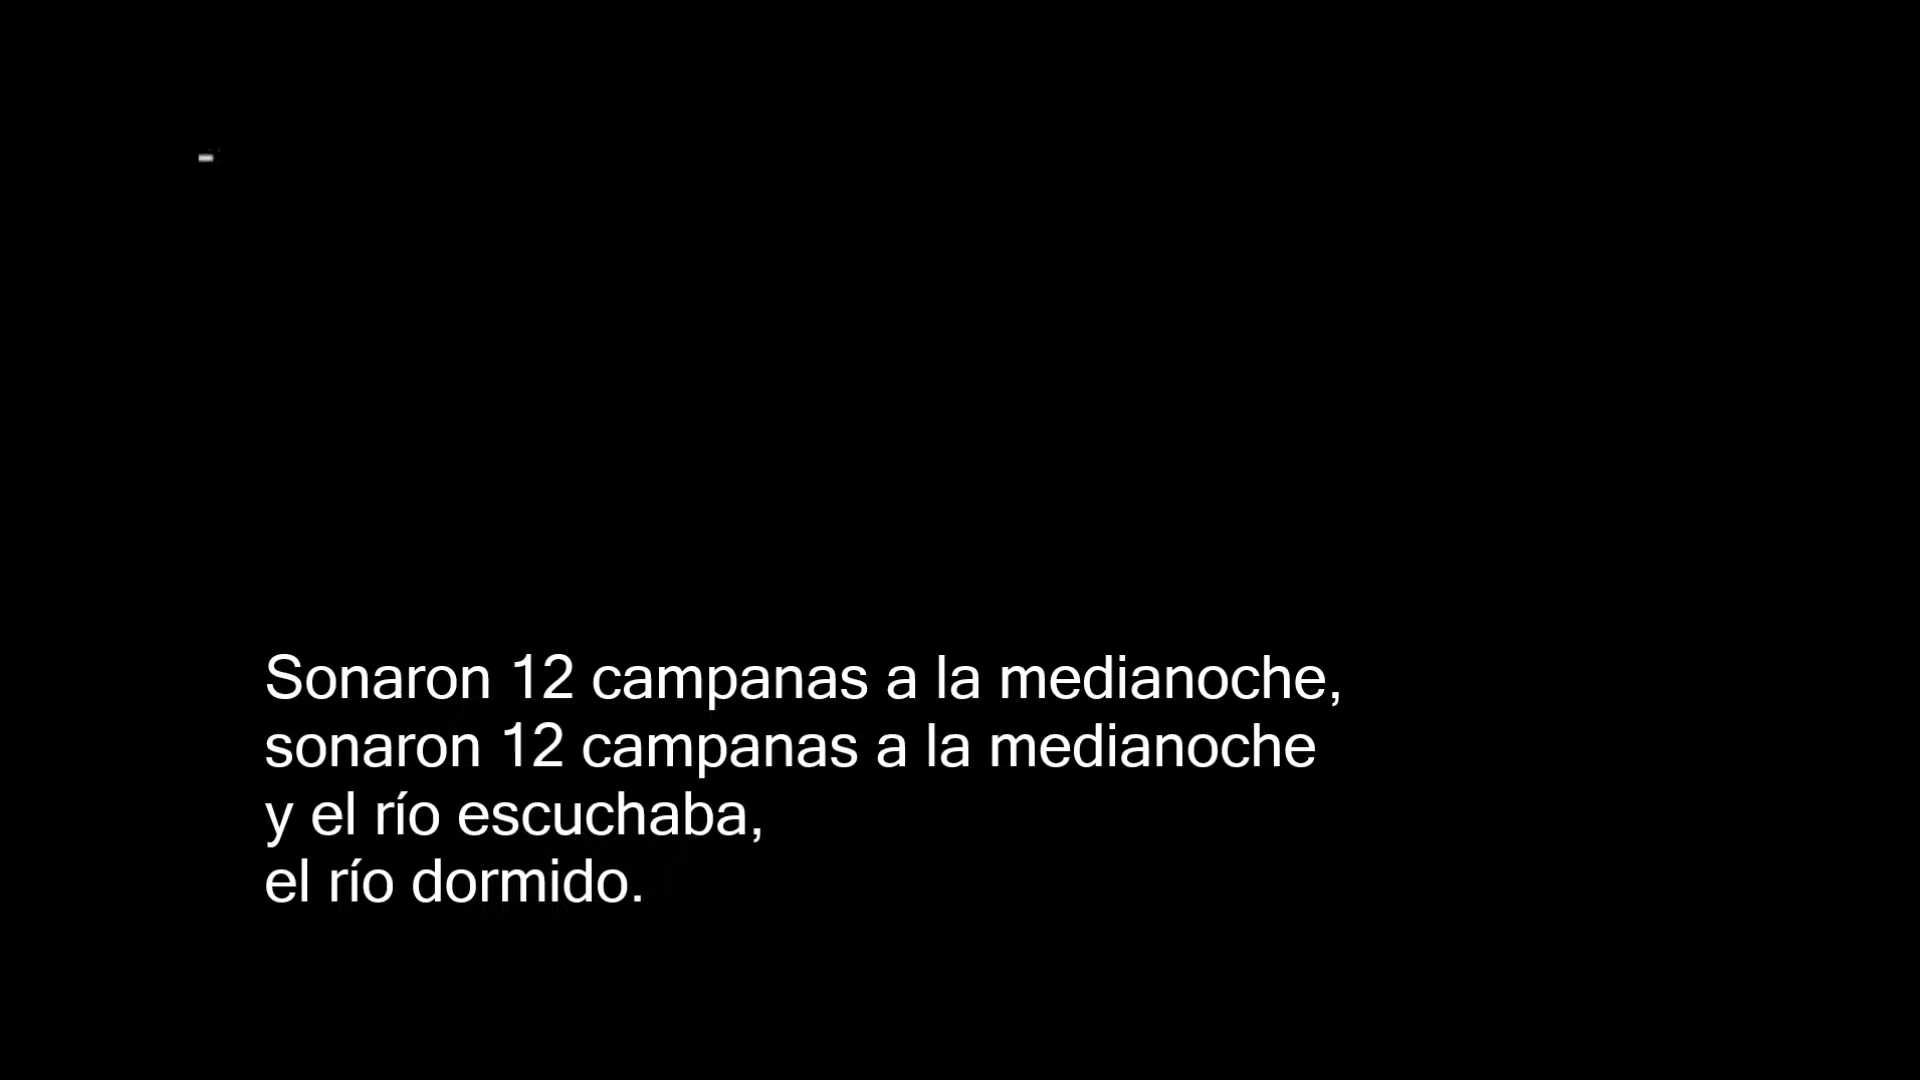 Sonaron 12 campanas a la medianoche,
sonaron 12 campanas a la medianoche
y el río escuchaba,
el río dormido.